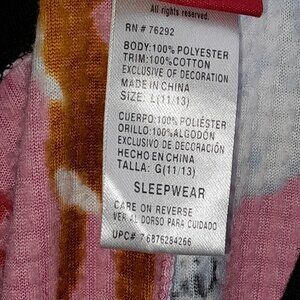 All rights reserved.
RN # 76292
BODY:100% POLYESTER
TRIM:100%COTTON
EXCLUSIVE OF DECORATION
MADE IN CHINA
SIZE: L(11/13)
CUERPO:100% POLIÉSTER
ORILLO:100%ALGODÓN
EXCLUSIVO DE DECORACIÓN
HECHO EN CHINA
TALLA: G(11/13)
SLEEPWEAR
CARE ON REVERSE
VER AL DORSO PARA CUIDADO
UPC# 7 6876284266